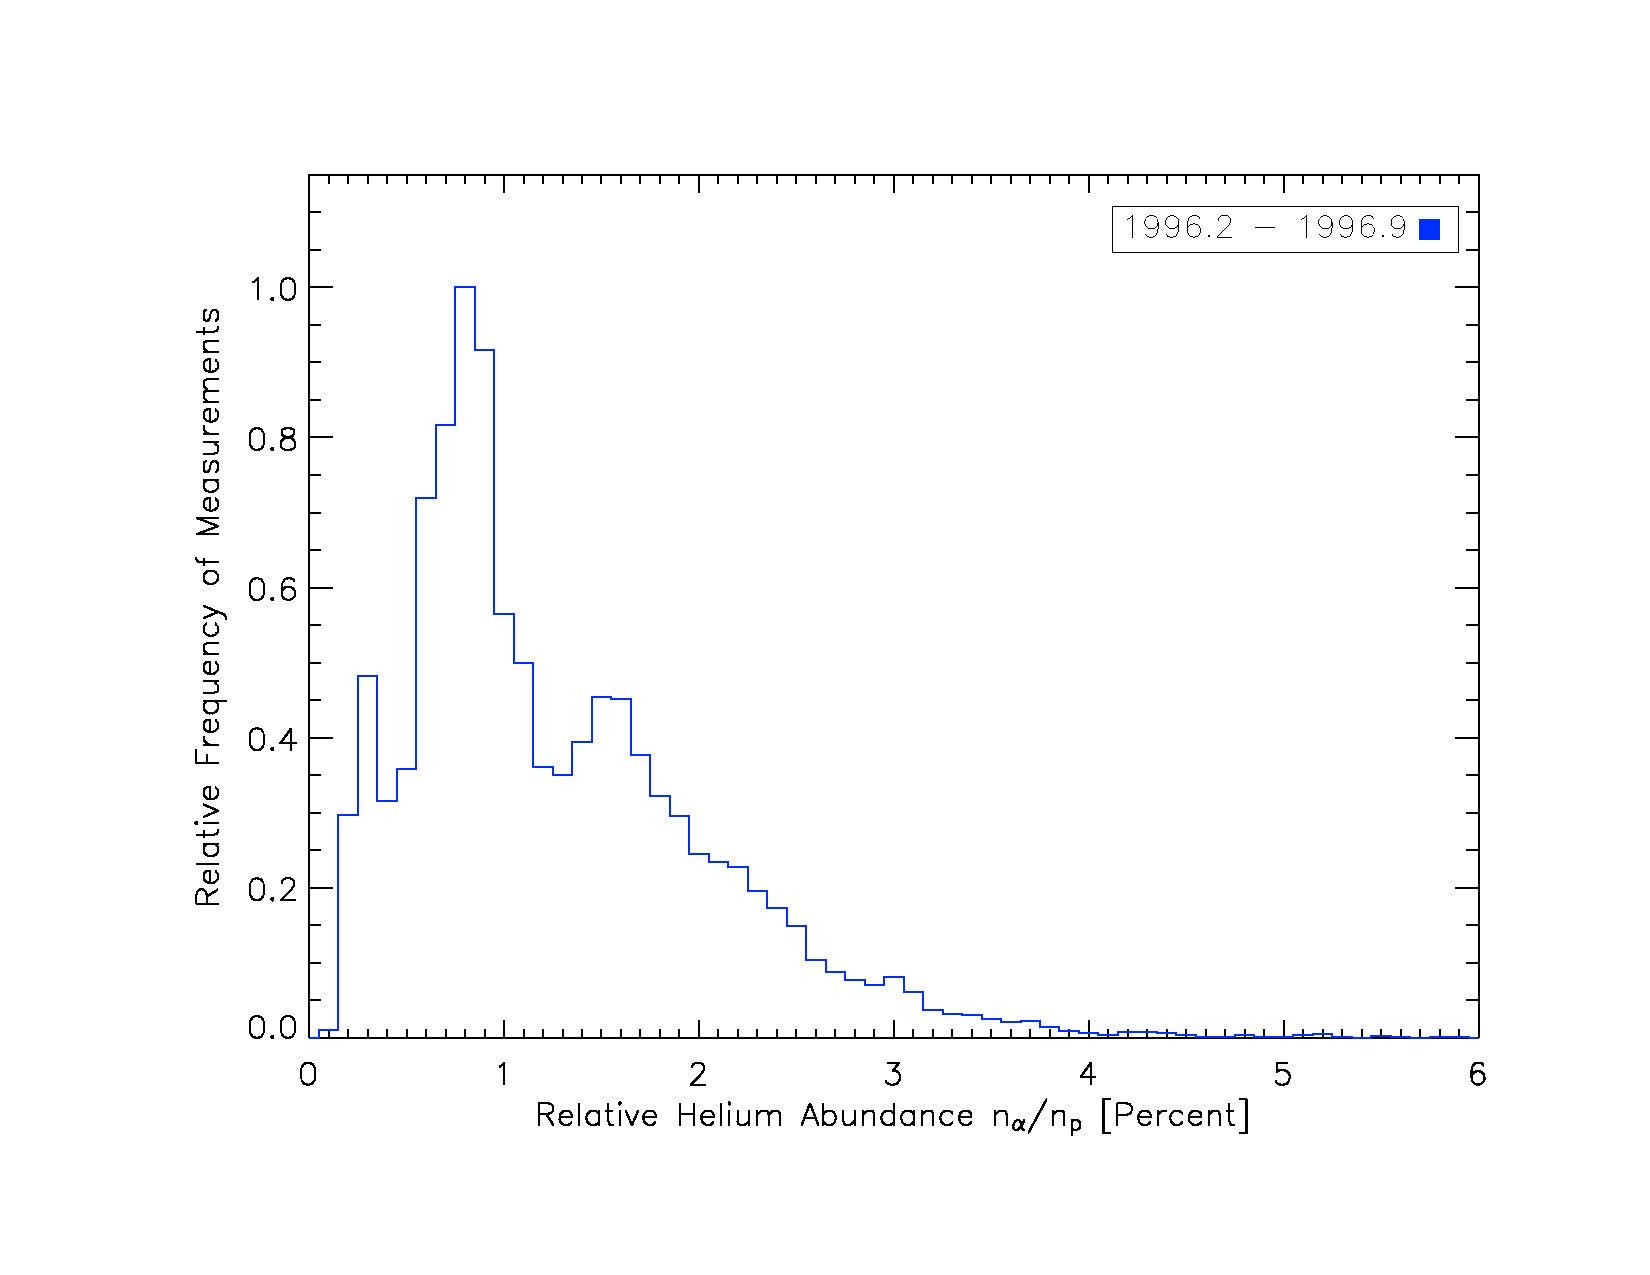 1996.2 – 1996.9
1.0
0.8
0.6
0.4
0.2
0.0
Relative Frequency of Measurements
0 1 2 3 4 5 6
Relative Helium Abundance nα/np [Percent]